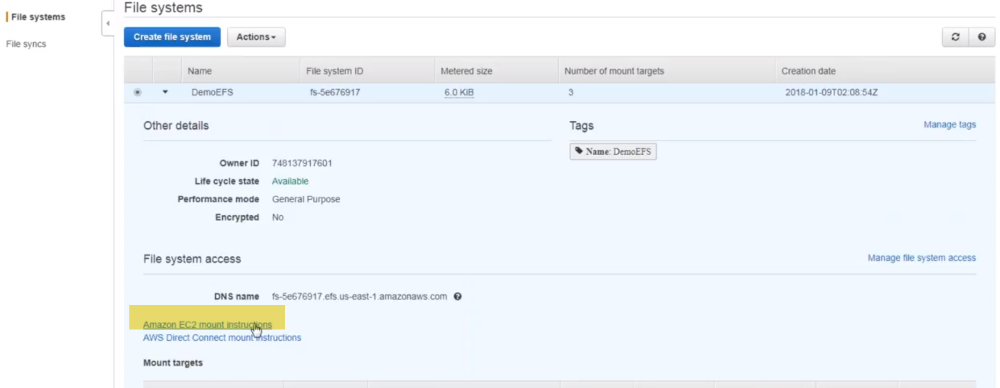 File systems
File syncs
File systems
Create file system Actions
Name File system ID Metered size Number of mount targets Creation date
DemoEFS fs-5e676917 6.0 KiB 3 2018-01-09T02:08:54Z
Other details
Owner ID 748137917601
Life cycle state Available
Performance mode General Purpose
Encrypted No
Tags Manage tags
Name: DemoEFS
File system access Manage file system access
DNS name fs-5e676917.efs.us-east-1.amazonaws.com
Amazon EC2 mount instructions
AWS Direct Connect mount instructions
Mount targets